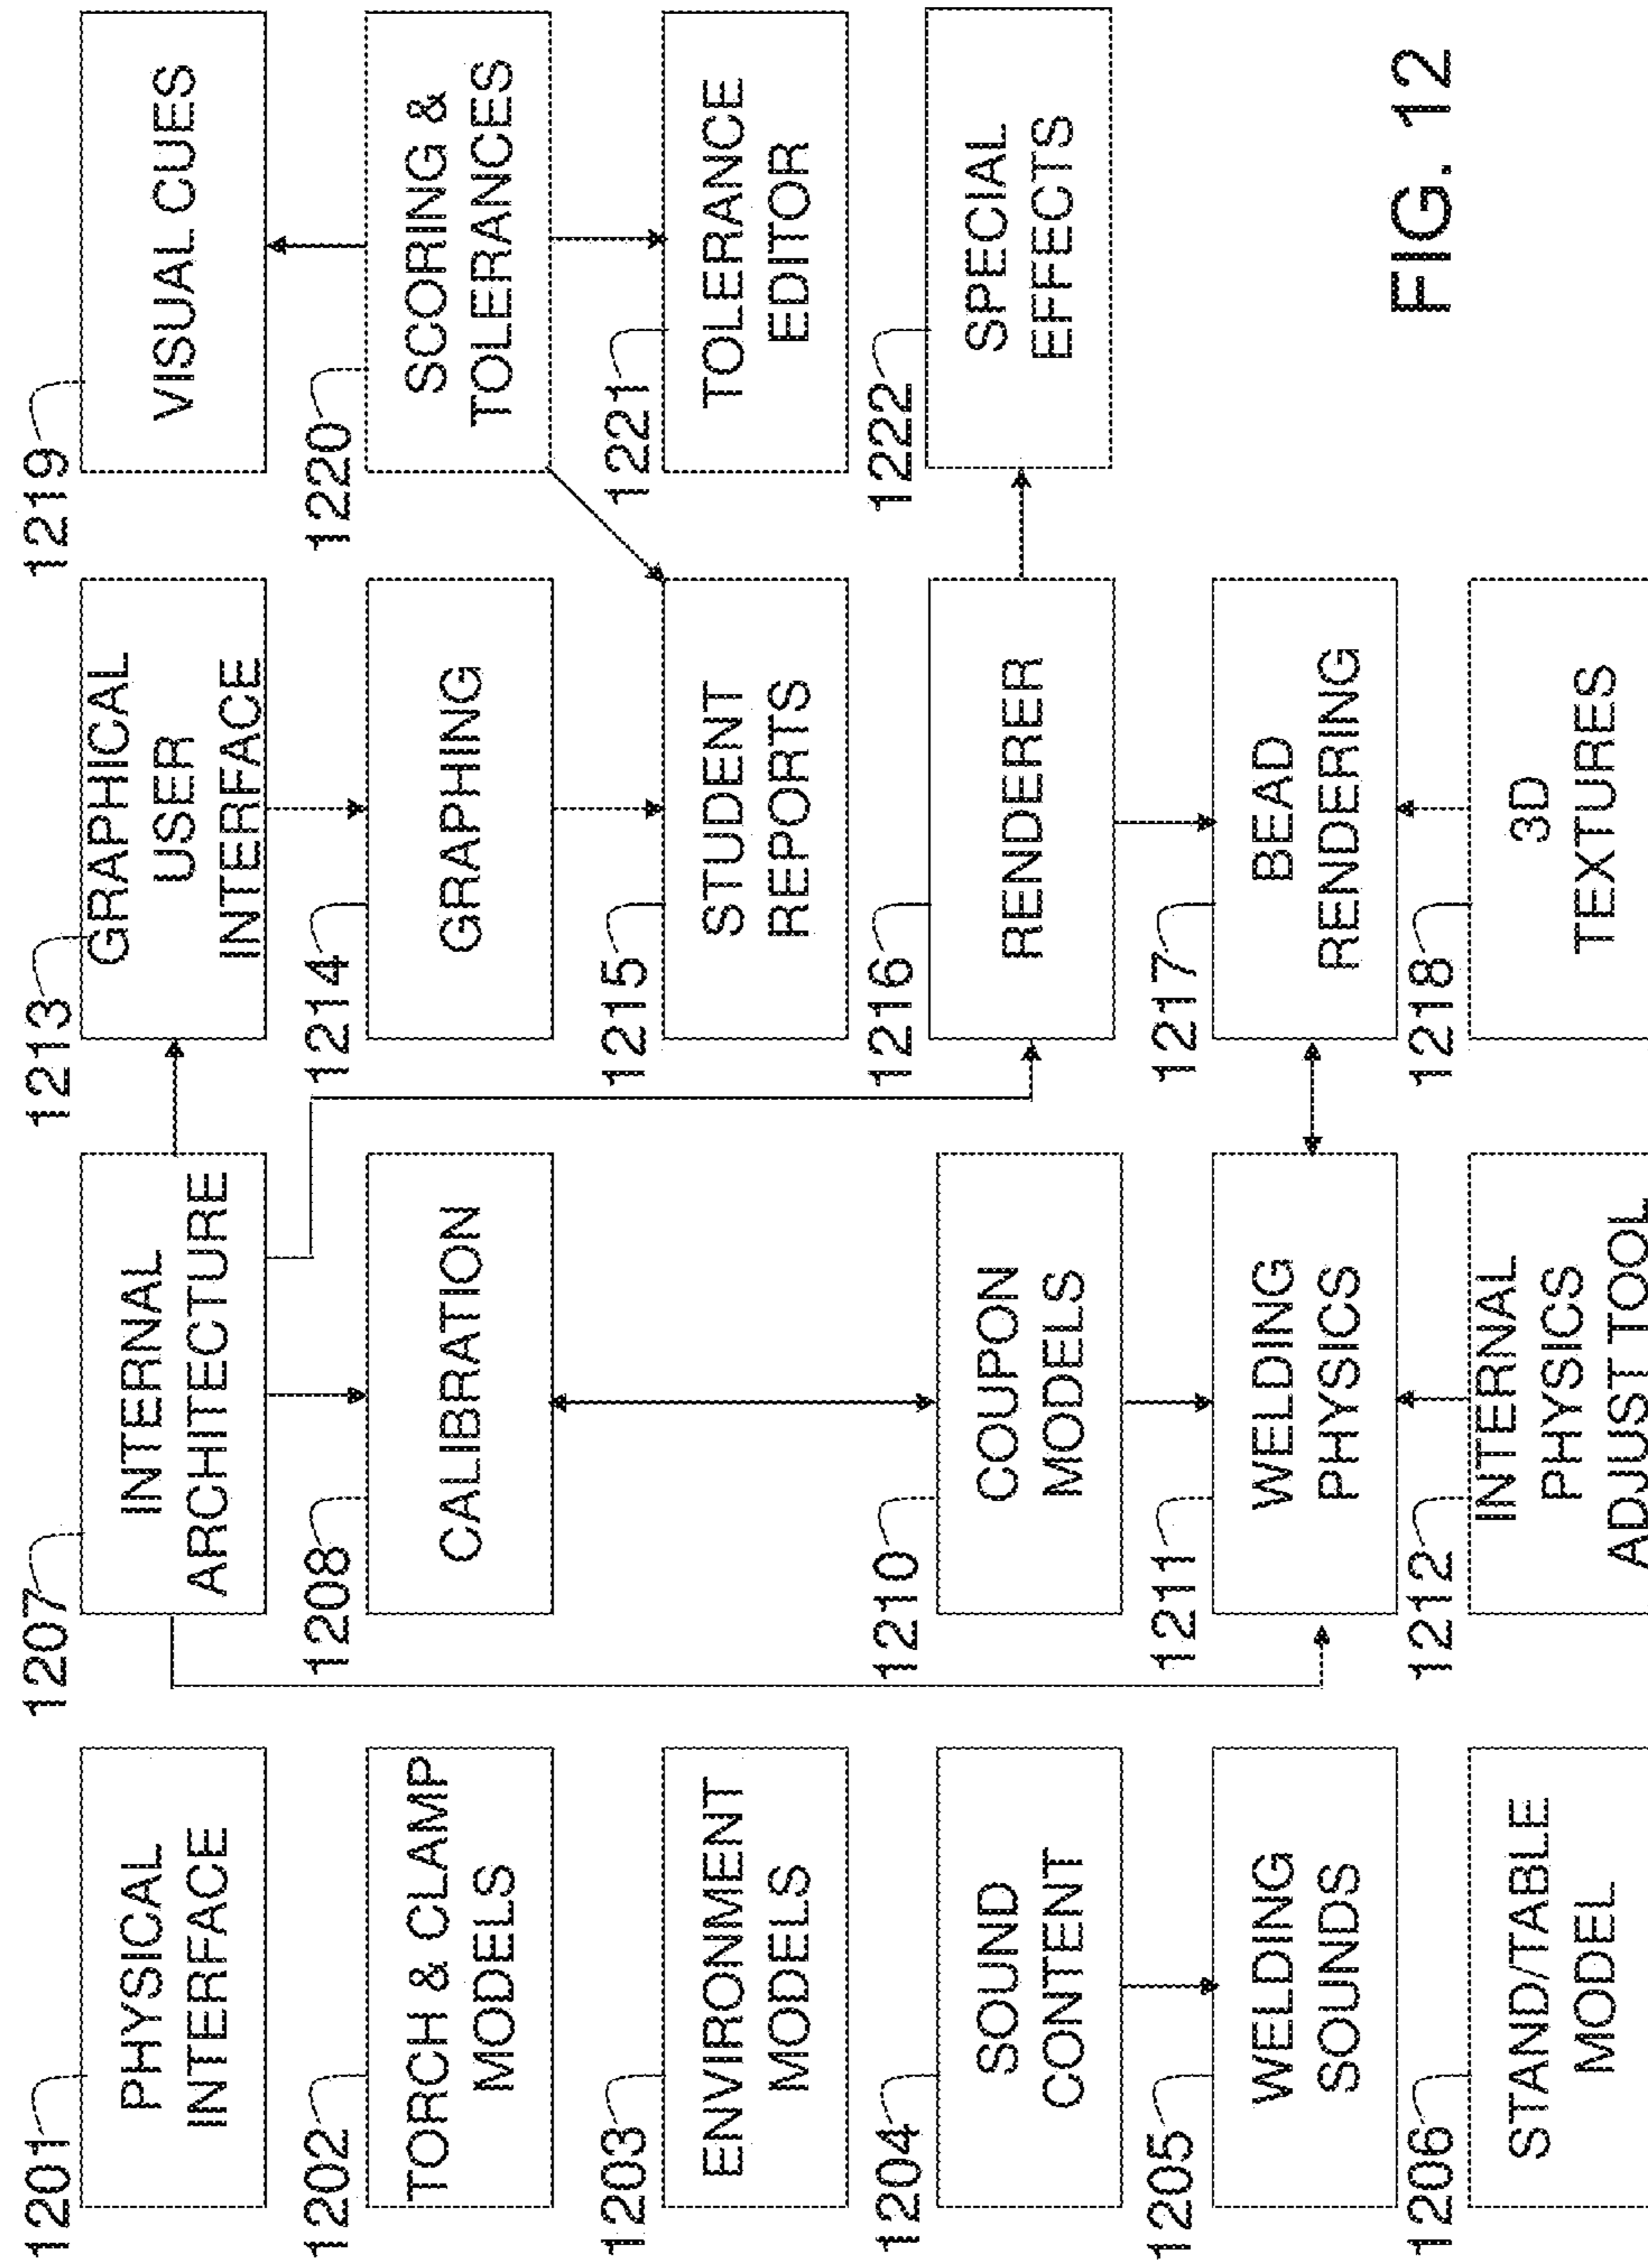 1201
PHYSICAL
INTERFACE
1202
TORCH & CLAMP
MODELS
1203
ENVIRONMENT
MODELS
1204
SOUND
CONTENT
1205
WELDING
SOUNDS
1206
STAND/TABLE
MODEL
1207
INTERNAL
ARCHITECTURE
1208
CALIBRATION
1210
COUPON
MODELS
1211
WELDING
PHYSICS
1212
INTERNAL
PHYSICS
ADJUST TOOL
1213
GRAPHICAL
USER
INTERFACE
1214
GRAPHING
1215
STUDENT
REPORTS
1216
RENDERER
1217
BEAD
RENDERING
1218
3D
TEXTURES
1219
VISUAL CUES
1220
SCORING &
TOLERANCES
1221
TOLERANCE
EDITOR
1222
SPECIAL
EFFECTS
FIG. 12